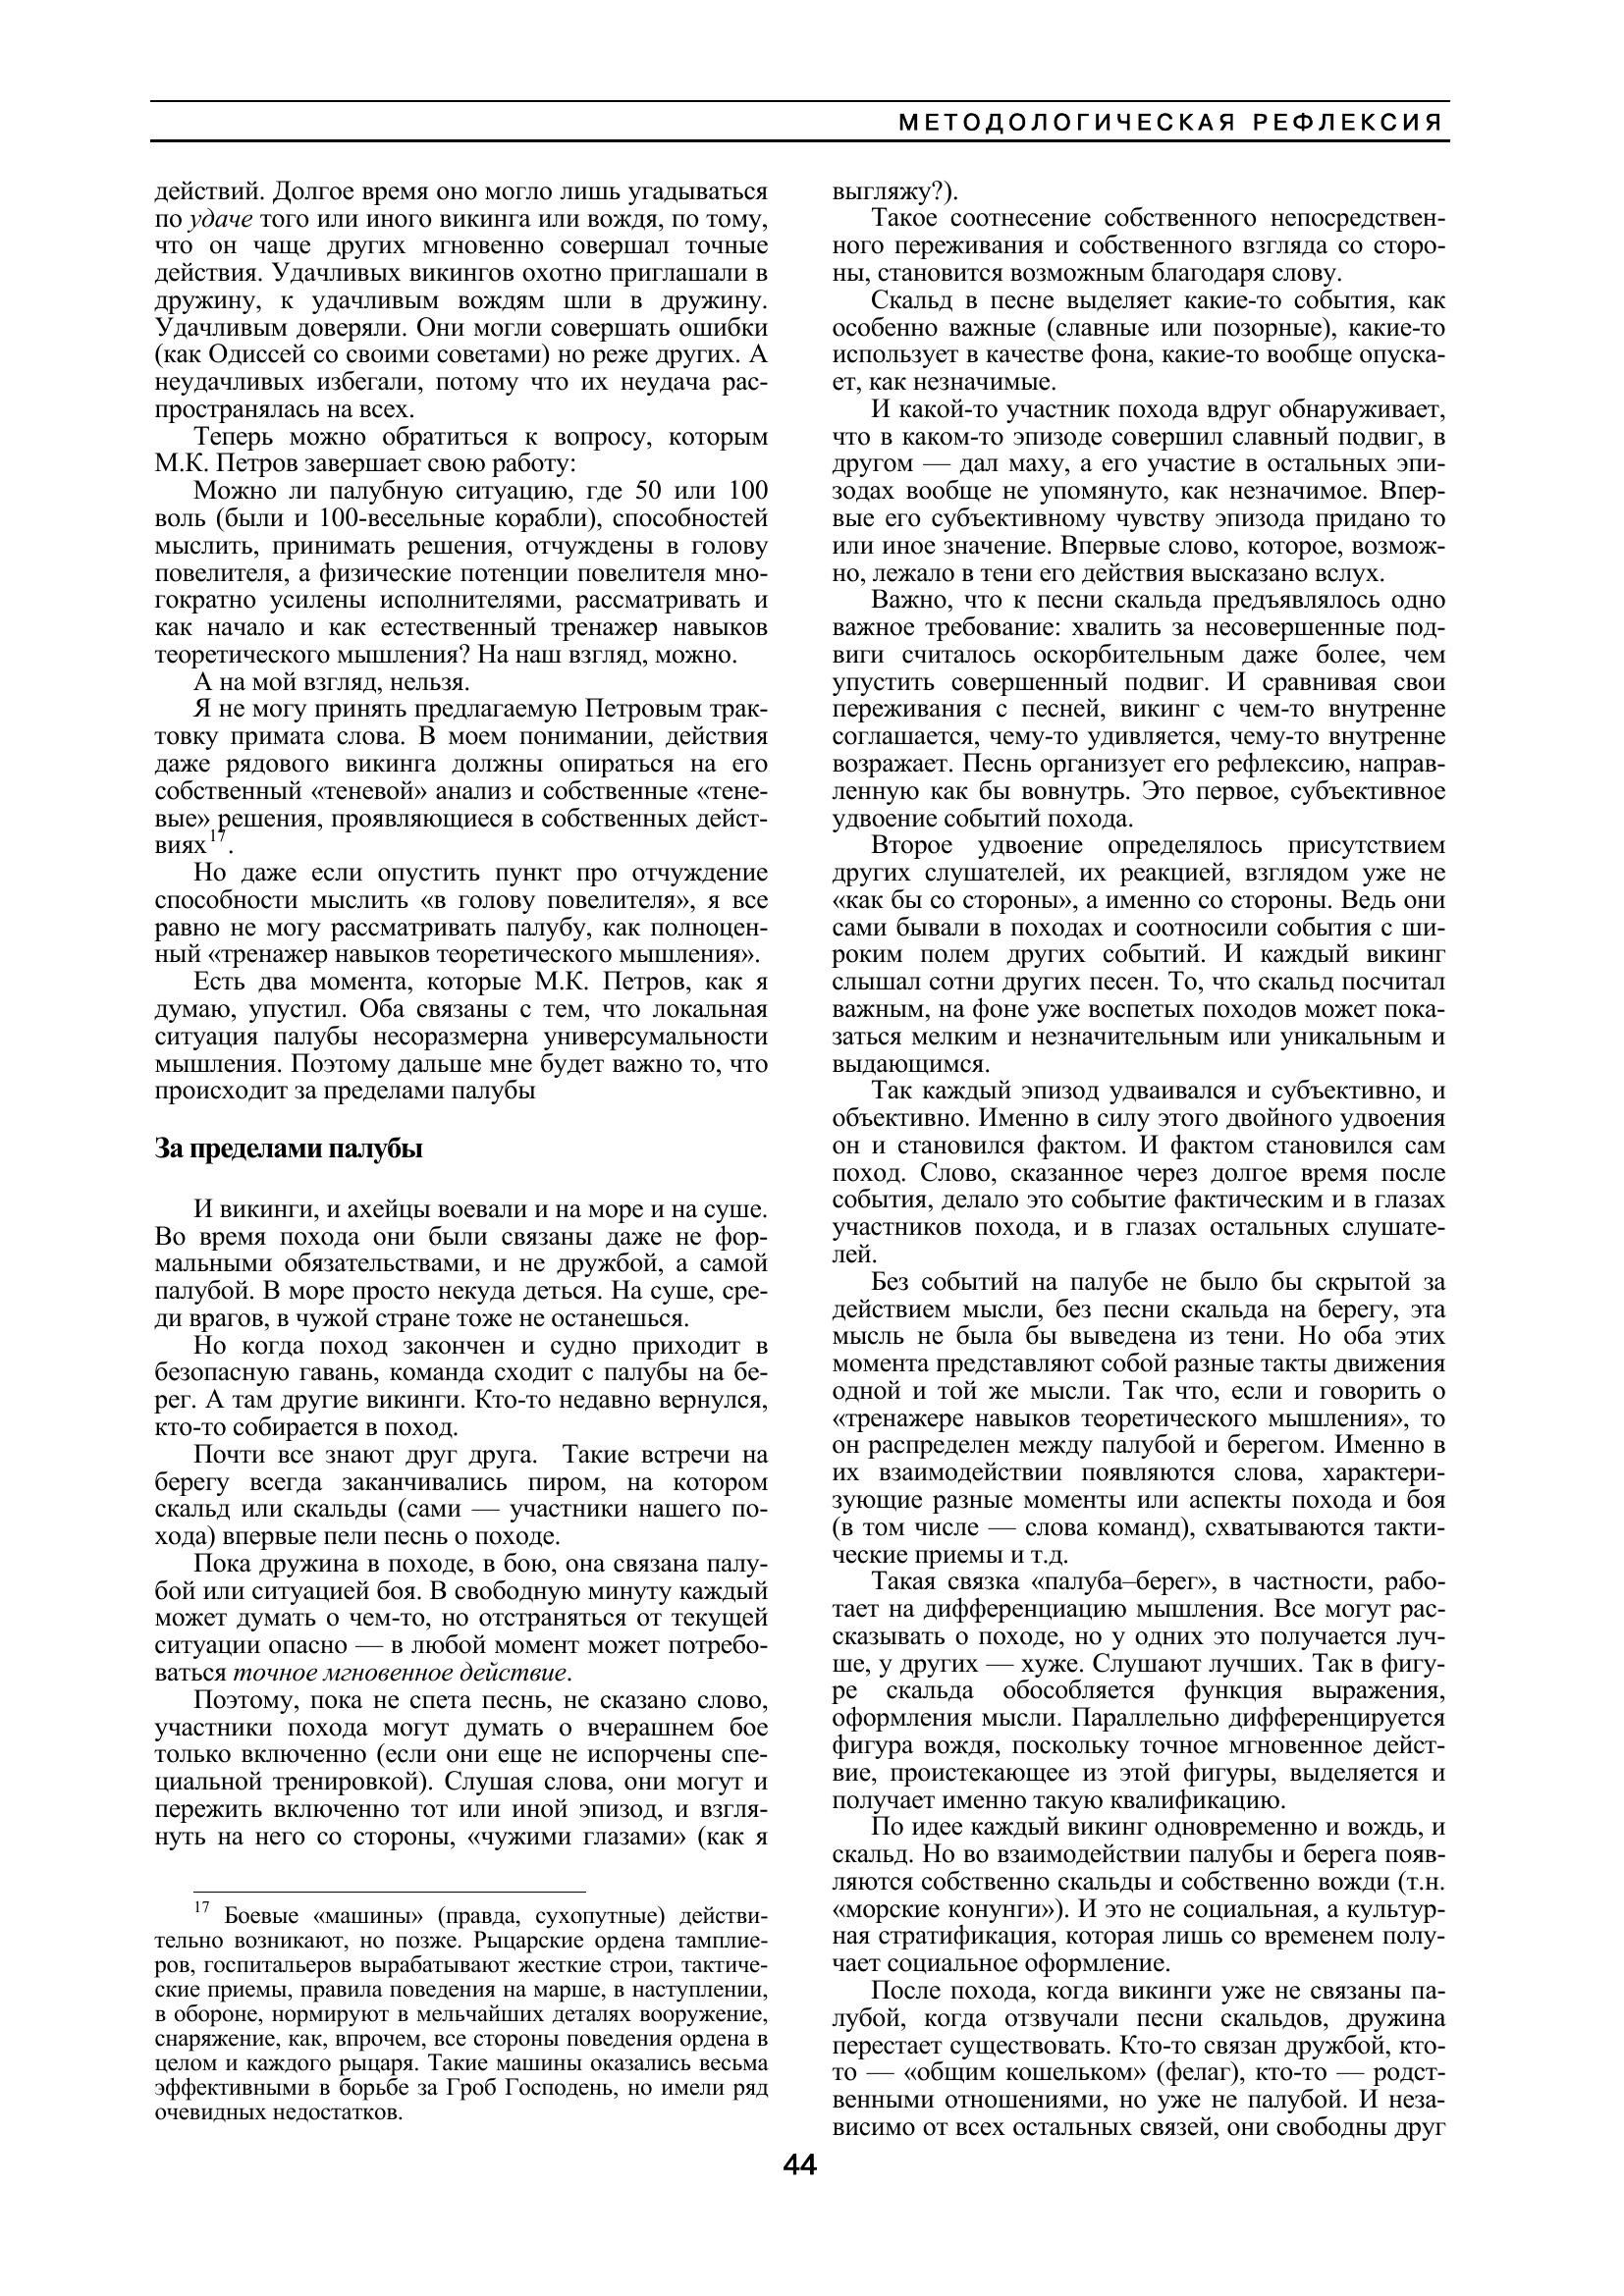 МЕТОДОЛОГИЧЕСКАЯ РЕФЛЕКСИЯ
действий. Долгое время оно могло лишь угадываться
по удаче того или иного викинга или вождя, по тому,
что он чаще других мгновенно совершал точные
действия. Удачливых викингов охотно приглашали в
дружину, к удачливым вождям шли в дружину.
Удачливым доверяли. Они могли совершать ошибки
(как Одиссей со своими советами) но реже других. А
неудачливых избегали, потому что их неудача рас-
пространялась на всех.
Теперь можно обратиться к вопросу, которым
М.К. Петров завершает свою работу:
Можно ли палубную ситуацию, где 50 или 100
воль (были и 100-весельные корабли), способностей
мыслить, принимать решения, отчуждены в голову
повелителя, а физические потенции повелителя мно-
гократно усилены исполнителями, рассматривать и
как начало и как естественный тренажер навыков
теоретического мышления? На наш взгляд, можно.
А на мой взгляд, нельзя.
Я не могу принять предлагаемую Петровым трак-
товку примата слова. В моем понимании, действия
даже рядового викинга должны опираться на его
собственный «теневой» анализ и собственные «тене-
вые» решения, проявляющиеся в собственных дейст-
виях17.
Но даже если опустить пункт про отчуждение
способности мыслить «в голову повелителя», я все
равно не могу рассматривать палубу, как полноцен-
ный «тренажер навыков теоретического мышления».
Есть два момента, которые М.К. Петров, как я
думаю, упустил. Оба связаны с тем, что локальная
ситуация палубы несоразмерна универсумальности
мышления. Поэтому дальше мне будет важно то, что
происходит за пределами палубы
За пределами палубы
И викинги, и ахейцы воевали и на море и на суше.
Во время похода они были связаны даже не фор-
мальными обязательствами, и не дружбой, а самой
палубой. В море просто некуда деться. На суше, сре-
ди врагов, в чужой стране тоже не останешься.
Но когда поход закончен и судно приходит в
безопасную гавань, команда сходит с палубы на бе-
рег. А там другие викинги. Кто-то недавно вернулся,
кто-то собирается в поход.
Почти все знают друг друга. Такие встречи на
берегу всегда заканчивались пиром, на котором
скальд или скальды (сами — участники нашего по-
хода) впервые пели песнь о походе.
Пока дружина в походе, в бою, она связана палу-
бой или ситуацией боя. В свободную минуту каждый
может думать о чем-то, но отстраняться от текущей
ситуации опасно — в любой момент может потребо-
ваться точное мгновенное действие.
Поэтому, пока не спета песнь, не сказано слово,
участники похода могут думать о вчерашнем бое
только включенно (если они еще не испорчены спе-
циальной тренировкой). Слушая слова, они могут и
пережить включенно тот или иной эпизод, и взгля-
нуть на него со стороны, «чужими глазами» (как я
17 Боевые «машины» (правда, сухопутные) действи-
тельно возникают, но позже. Рыцарские ордена тамплие-
ров, госпитальеров вырабатывают жесткие строи, тактиче-
ские приемы, правила поведения на марше, в наступлении,
в обороне, нормируют в мельчайших деталях вооружение,
снаряжение, как, впрочем, все стороны поведения ордена в
целом и каждого рыцаря. Такие машины оказались весьма
эффективными в борьбе за Гроб Господень, но имели ряд
очевидных недостатков.
выгляжу?).
Такое соотнесение собственного непосредствен-
ного переживания и собственного взгляда со сторо-
ны, становится возможным благодаря слову.
Скальд в песне выделяет какие-то события, как
особенно важные (славные или позорные), какие-то
использует в качестве фона, какие-то вообще опуска-
ет, как незначимые.
И какой-то участник похода вдруг обнаруживает,
что в каком-то эпизоде совершил славный подвиг, в
другом — дал маху, а его участие в остальных эпи-
зодах вообще не упомянуто, как незначимое. Впер-
вые его субъективному чувству эпизода придано то
или иное значение. Впервые слово, которое, возмож-
но, лежало в тени его действия высказано вслух.
Важно, что к песни скальда предъявлялось одно
важное требование: хвалить за несовершенные под-
виги считалось оскорбительным даже более, чем
упустить совершенный подвиг. И сравнивая свои
переживания с песней, викинг с чем-то внутренне
соглашается, чему-то удивляется, чему-то внутренне
возражает. Песнь организует его рефлексию, направ-
ленную как бы вовнутрь. Это первое, субъективное
удвоение событий похода.
Второе удвоение определялось присутствием
других слушателей, их реакцией, взглядом уже не
«как бы со стороны», а именно со стороны. Ведь они
сами бывали в походах и соотносили события с ши-
роким полем других событий. И каждый викинг
слышал сотни других песен. То, что скальд посчитал
важным, на фоне уже воспетых походов может пока-
заться мелким и незначительным или уникальным и
выдающимся.
Так каждый эпизод удваивался и субъективно, и
объективно. Именно в силу этого двойного удвоения
он и становился фактом. И фактом становился сам
поход. Слово, сказанное через долгое время после
события, делало это событие фактическим и в глазах
участников похода, и в глазах остальных слушате-
лей.
Без событий на палубе не было бы скрытой за
действием мысли, без песни скальда на берегу, эта
мысль не была бы выведена из тени. Но оба этих
момента представляют собой разные такты движения
одной и той же мысли. Так что, если и говорить о
«тренажере навыков теоретического мышления», то
он распределен между палубой и берегом. Именно в
их взаимодействии появляются слова, характери-
зующие разные моменты или аспекты похода и боя
(в том числе — слова команд), схватываются такти-
ческие приемы и т.д.
Такая связка «палуба–берег», в частности, рабо-
тает на дифференциацию мышления. Все могут рас-
сказывать о походе, но у одних это получается луч-
ше, у других — хуже. Слушают лучших. Так в фигу-
ре скальда обособляется функция выражения,
оформления мысли. Параллельно дифференцируется
фигура вождя, поскольку точное мгновенное дейст-
вие, проистекающее из этой фигуры, выделяется и
получает именно такую квалификацию.
По идее каждый викинг одновременно и вождь, и
скальд. Но во взаимодействии палубы и берега появ-
ляются собственно скальды и собственно вожди (т.н.
«морские конунги»). И это не социальная, а культур-
ная стратификация, которая лишь со временем полу-
чает социальное оформление.
После похода, когда викинги уже не связаны па-
лубой, когда отзвучали песни скальдов, дружина
перестает существовать. Кто-то связан дружбой, кто-
то — «общим кошельком» (фелаг), кто-то — родст-
венными отношениями, но уже не палубой. И неза-
висимо от всех остальных связей, они свободны друг
44